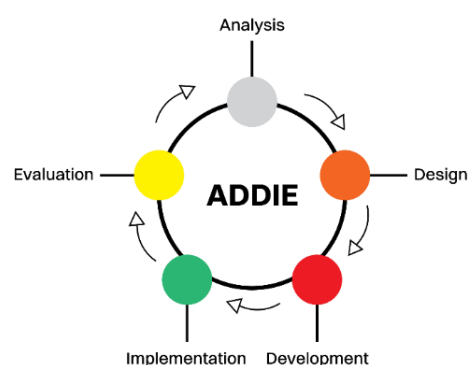 Analysis
Evaluation
ADDIE
Design
Implementation
Development